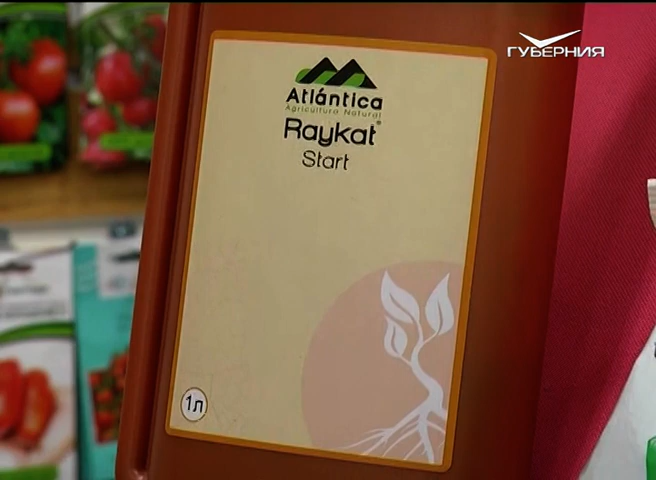 ГУБЕРНИЯ
Atlántica
Agricultura Natural
Raykat®
Start
1л